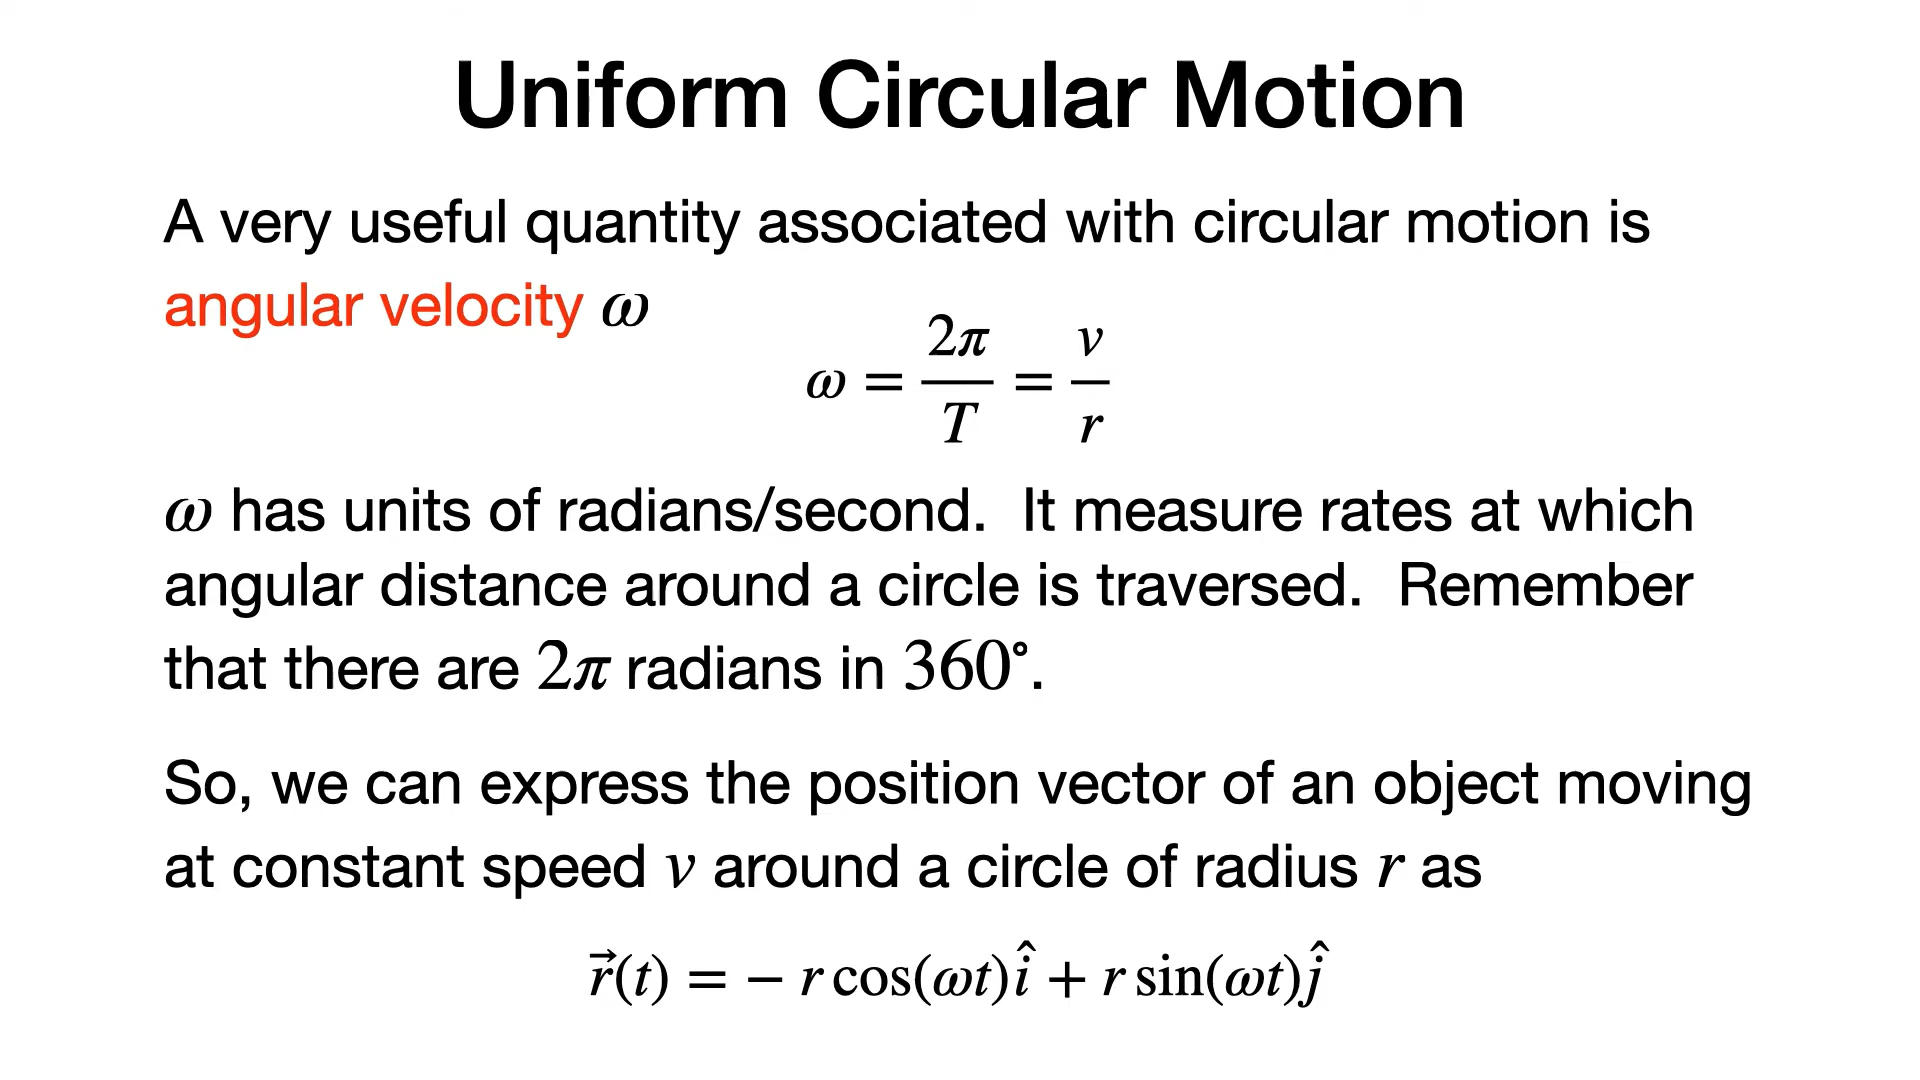 Uniform Circular Motion
A very useful quantity associated with circular motion is
angular velocity ω
ω = 2π/T = v/r
ω has units of radians/second.  It measure rates at which
angular distance around a circle is traversed.  Remember
that there are 2π radians in 360°.
So, we can express the position vector of an object moving
at constant speed v around a circle of radius r as
r⃗(t) = − r cos(ωt)î + r sin(ωt)ĵ